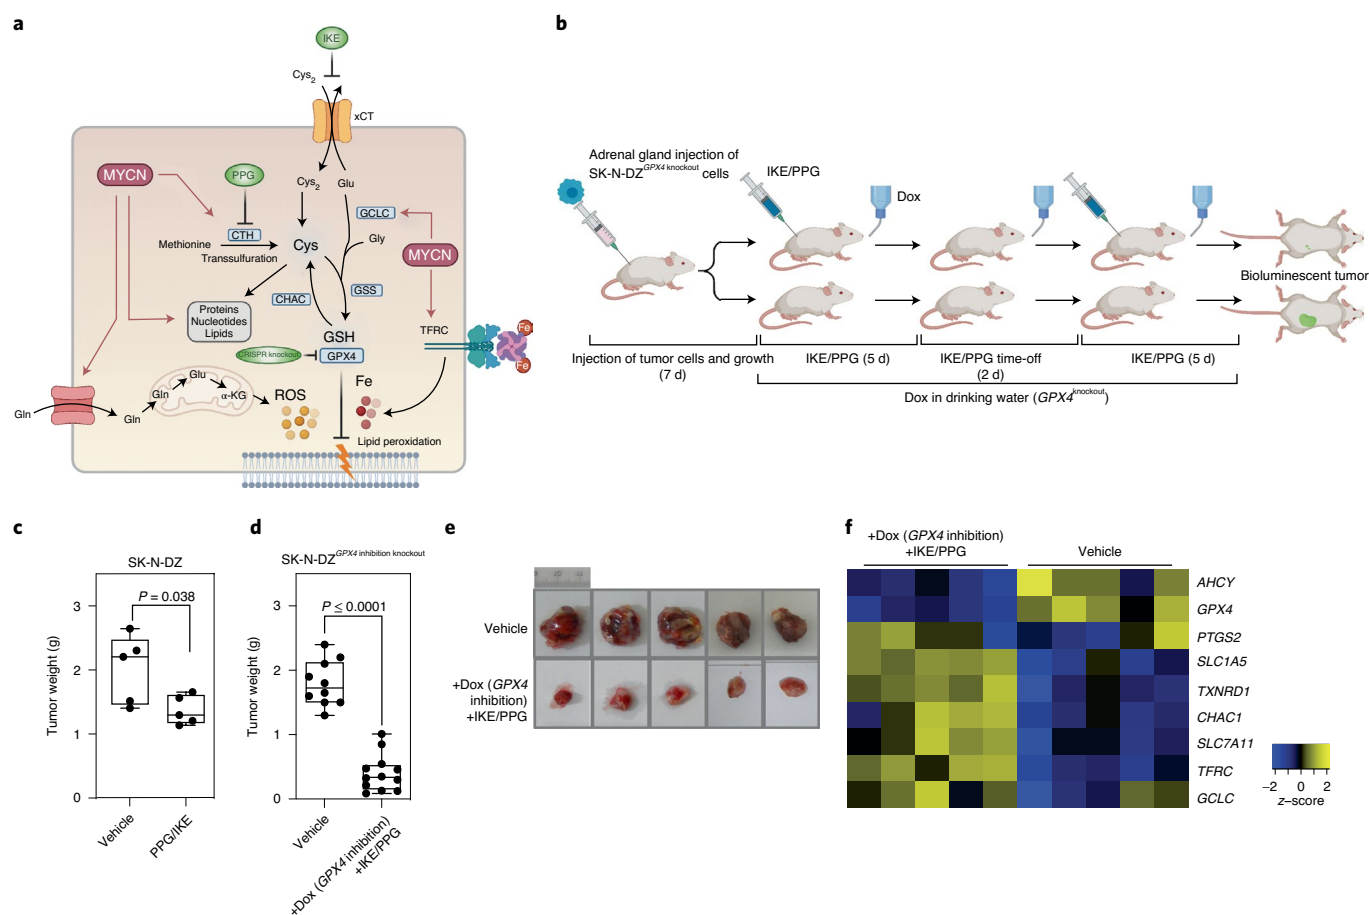 a
IKE
Cys2
xCT
MYCN
PPG
Cys2
Glu
GCLC
CTH
Methionine
Transsulfuration
Cys
Gly
MYCN
CHAC
GSS
Proteins
Nucleotides
Lipids
GSH
GPX4
CRISPR knockout
TFRC
Fe
Fe
Gln
Gln
Gln
Glu
α-KG
ROS
Fe
Lipid peroxidation
b
Adrenal gland injection of
SK-N-DZGPX4 knockout cells
IKE/PPG
Dox
Bioluminescent tumor
Injection of tumor cells and growth
(7 d)
IKE/PPG (5 d)
IKE/PPG time-off
(2 d)
IKE/PPG (5 d)
Dox in drinking water (GPX4knockout)
c
SK-N-DZ
P = 0.038
Tumor weight (g)
3
2
1
0
Vehicle
PPG/IKE
d
SK-N-DZGPX4 inhibition knockout
P ≤ 0.0001
Tumor weight (g)
3
2
1
0
Vehicle
+Dox (GPX4 inhibition)
+IKE/PPG
e
Vehicle
+Dox (GPX4
inhibition)
+IKE/PPG
f
+Dox (GPX4 inhibition)
+IKE/PPG
Vehicle
AHCY
GPX4
PTGS2
SLC1A5
TXNRD1
CHAC1
SLC7A11
TFRC
GCLC
−2 0 2
z–score